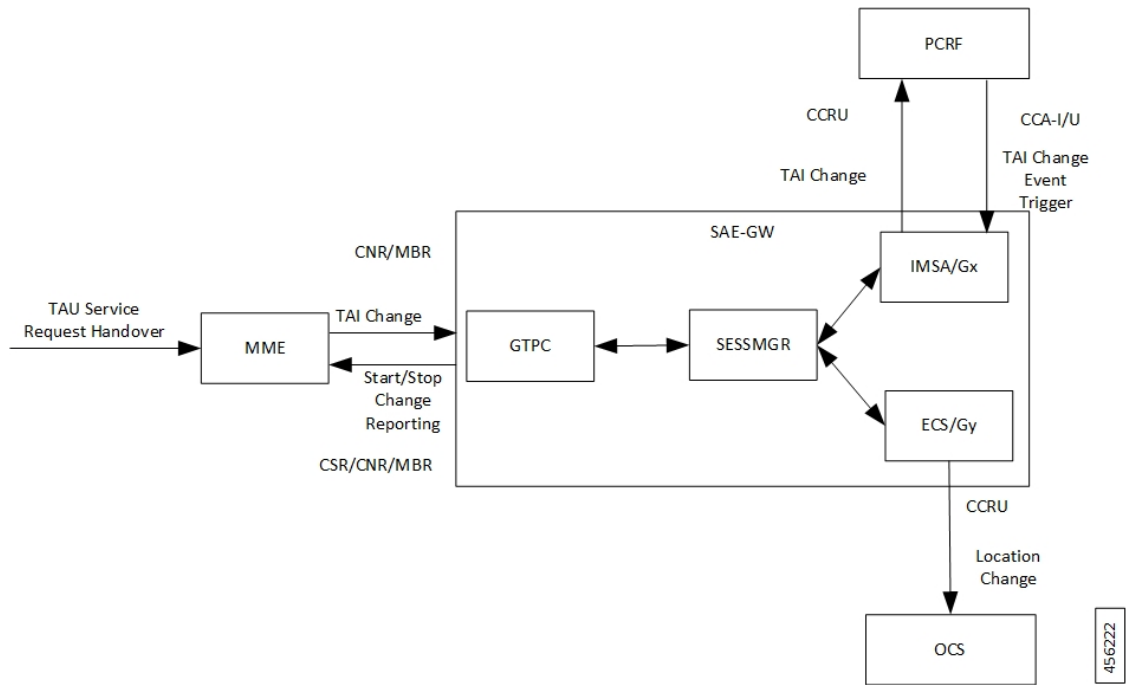 PCRF
CCRU
CCA-I/U
TAI Change
TAI Change
Event
Trigger
SAE-GW
CNR/MBR
IMSA/Gx
TAU Service
Request Handover
MME
TAI Change
GTPC
SESSMGR
Start/Stop
Change
Reporting
ECS/Gy
CSR/CNR/MBR
CCRU
Location
Change
OCS
456222